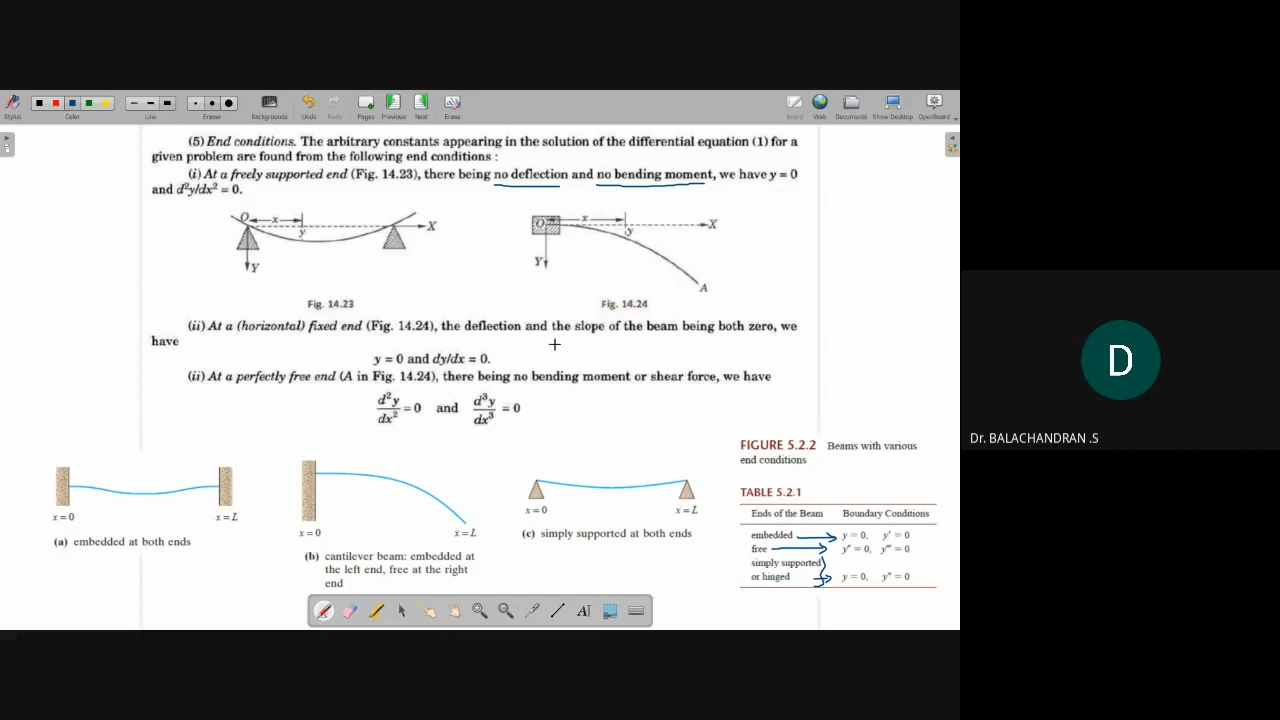 Stylus
Color
Line
Eraser
Backgrounds
Undo
Redo
Pages
Previous
Next
Erase
Board
Web
Documents
Show Desktop
OpenBoard
(5) End conditions. The arbitrary constants appearing in the solution of the differential equation (1) for a
given problem are found from the following end conditions :
(i) At a freely supported end (Fig. 14.23), there being no deflection and no bending moment, we have y = 0
and d²y/dx² = 0.
O x y X Y
Fig. 14.23
O x y X Y A
Fig. 14.24
(ii) At a (horizontal) fixed end (Fig. 14.24), the deflection and the slope of the beam being both zero, we
have
y = 0 and dy/dx = 0.
(ii) At a perfectly free end (A in Fig. 14.24), there being no bending moment or shear force, we have
d²y/dx² = 0 and d³y/dx³ = 0
x = 0 x = L
(a) embedded at both ends
x = 0 x = L
(b) cantilever beam: embedded at
the left end, free at the right
end
x = 0 x = L
(c) simply supported at both ends
FIGURE 5.2.2 Beams with various
end conditions
TABLE 5.2.1
Ends of the Beam Boundary Conditions
embedded y = 0, y′ = 0
free y″ = 0, y‴ = 0
simply supported
or hinged y = 0, y″ = 0
D
Dr. BALACHANDRAN .S